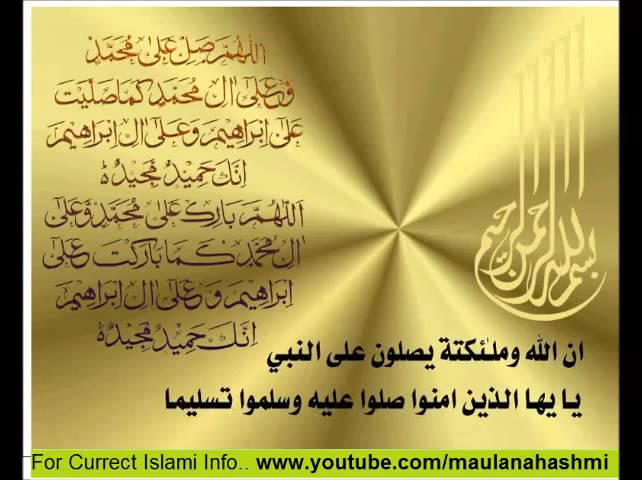 اللهم صل على محمد
وعلى ال محمد كما صليت
على ابراهيم وعلى ال ابراهيم
انك حميد مجيد
اللهم بارك على محمد وعلى
ال محمد كما باركت على
ابراهيم وعلى ال ابراهيم
انك حميد مجيد
بسم الله الرحمن الرحيم
ان الله وملئكتة يصلون على النبي
يا يها الذين امنوا صلوا عليه وسلموا تسليما
For Currect Islami Info.. www.youtube.com/maulanahashmi